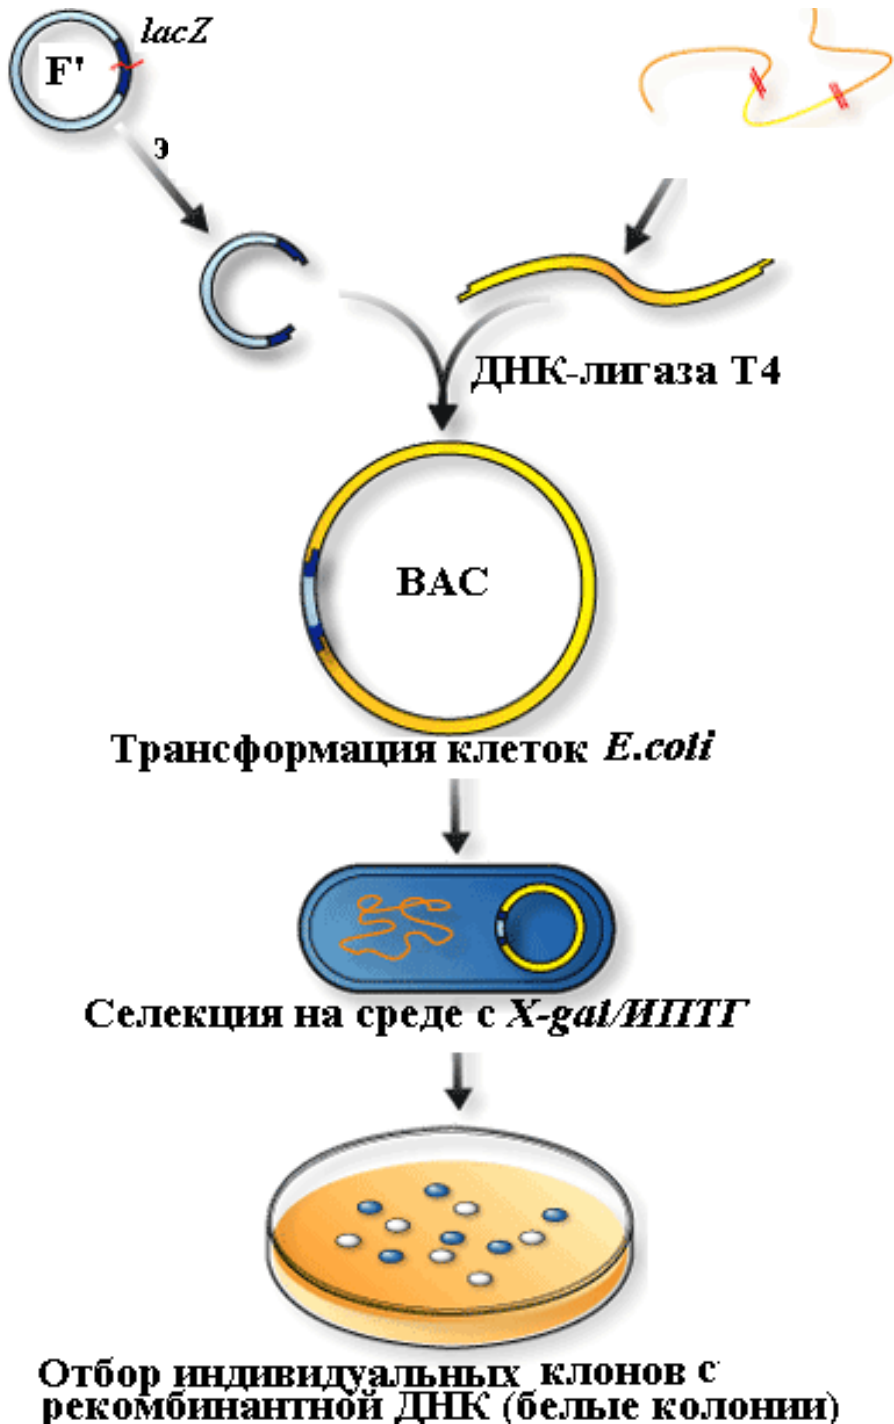 lacZ
F'
э
ДНК-лигаза Т4
ВАС
Трансформация клеток E.coli
Селекция на среде с X-gal/ИПТГ
Отбор индивидуальных клонов с
рекомбинантной ДНК (белые колонии)